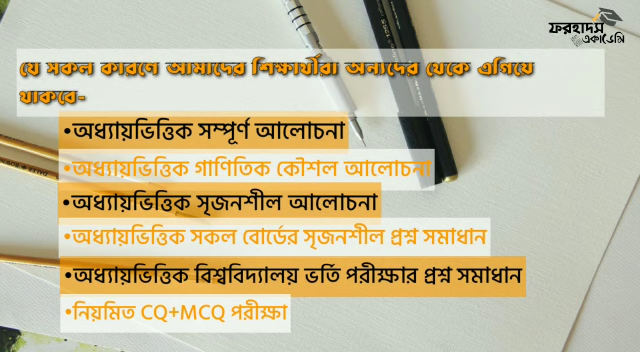 ফরহাদস
একাডেমি
যে সকল কারণে আমাদের শিক্ষার্থীরা অন্যদের থেকে এগিয়ে
থাকবে-
•অধ্যায়ভিত্তিক সম্পূর্ণ আলোচনা
•অধ্যায়ভিত্তিক গাণিতিক কৌশল আলোচনা
•অধ্যায়ভিত্তিক সৃজনশীল আলোচনা
•অধ্যায়ভিত্তিক সকল বোর্ডের সৃজনশীল প্রশ্ন সমাধান
•অধ্যায়ভিত্তিক বিশ্ববিদ্যালয় ভর্তি পরীক্ষার প্রশ্ন সমাধান
•নিয়মিত CQ+MCQ পরীক্ষা